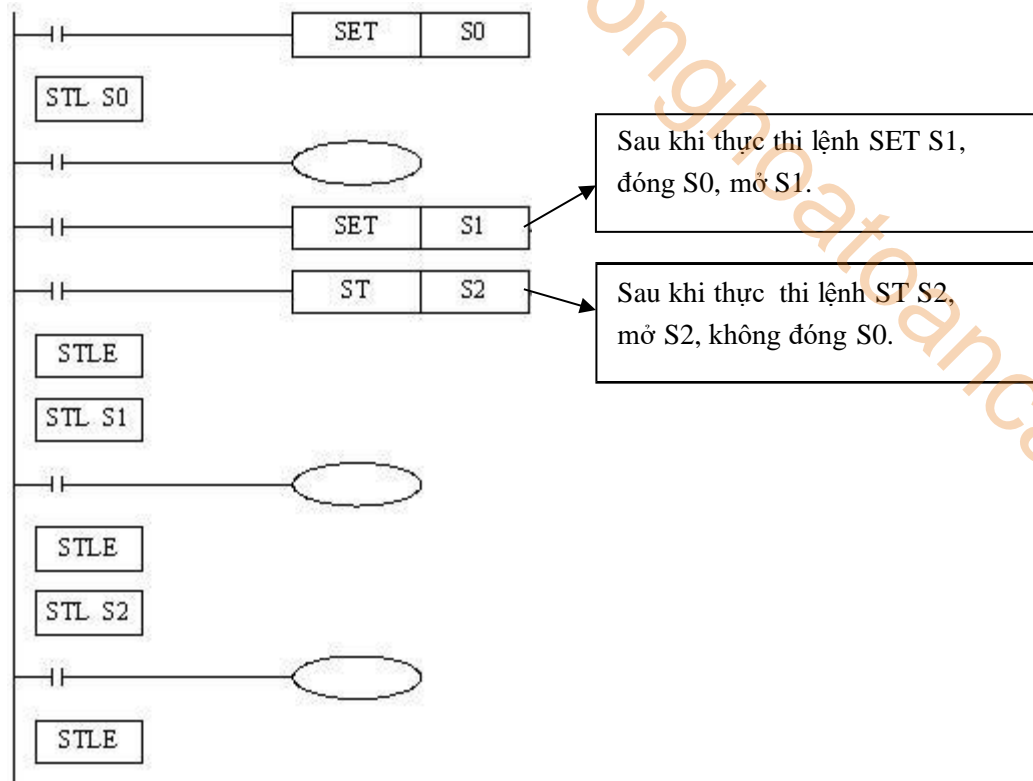 SET S0
STL S0
SET S1
Sau khi thực thi lệnh SET S1,
đóng S0, mở S1.
ST S2
Sau khi thực thi lệnh ST S2,
mở S2, không đóng S0.
STLE
STL S1
STLE
STL S2
STLE
onghoatoanca